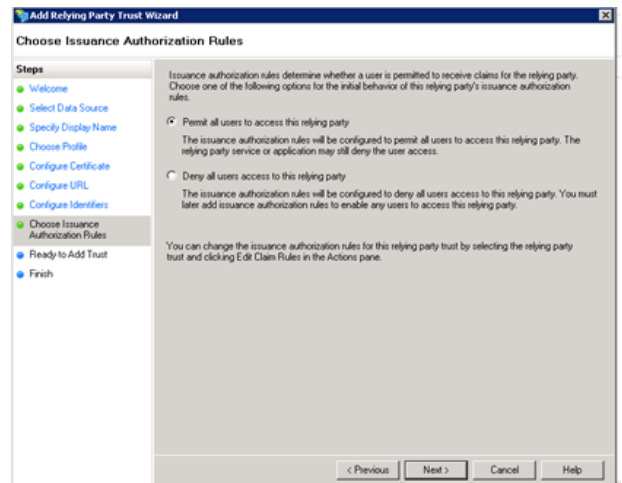 Add Relying Party Trust Wizard
Choose Issuance Authorization Rules
Steps
Welcome
Select Data Source
Specify Display Name
Choose Profile
Configure Certificate
Configure URL
Configure Identifiers
Choose Issuance
Authorization Rules
Ready to Add Trust
Finish
Issuance authorization rules determine whether a user is permitted to receive claims for the relying party.
Choose one of the following options for the initial behavior of this relying party's issuance authorization
rules.
Permit all users to access this relying party
The issuance authorization rules will be configured to permit all users to access this relying party. The
relying party service or application may still deny the user access.
Deny all users access to this relying party
The issuance authorization rules will be configured to deny all users access to this relying party. You must
later add issuance authorization rules to enable any users to access this relying party.
You can change the issuance authorization rules for this relying party trust by selecting the relying party
trust and clicking Edit Claim Rules in the Actions pane.
< Previous
Next >
Cancel
Help